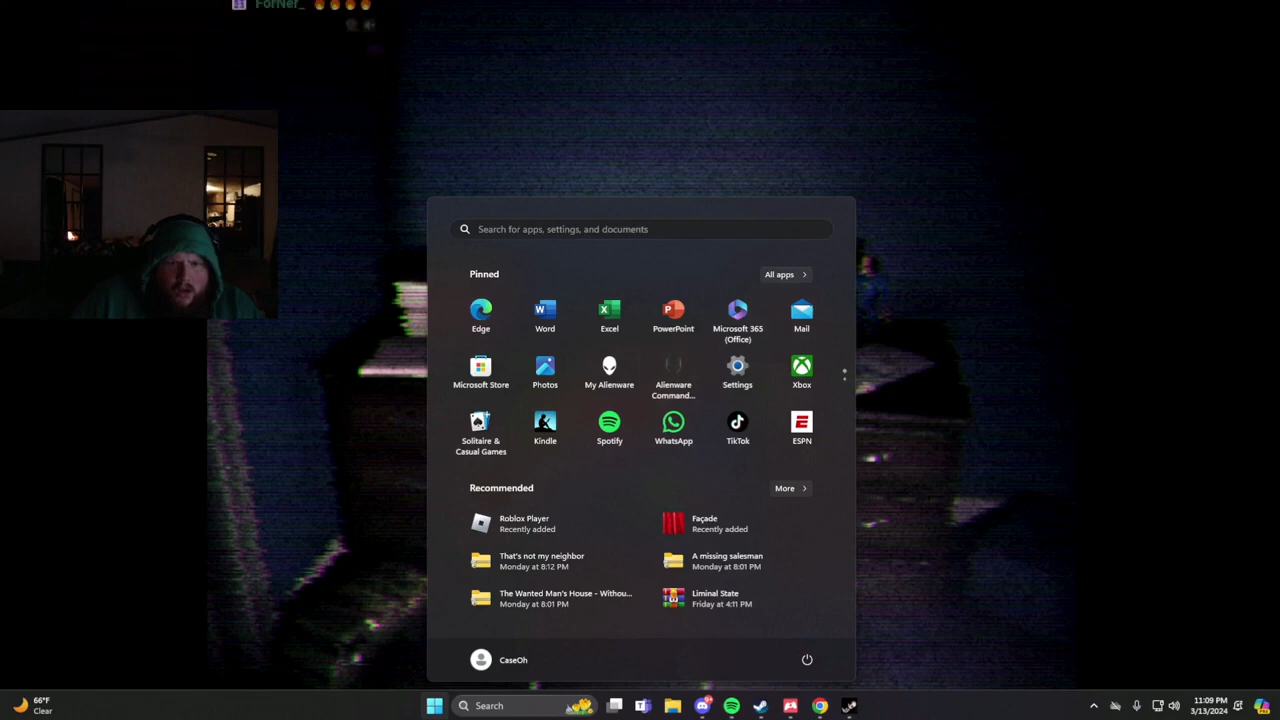 ForNer_
Search for apps, settings, and documents
Pinned
All apps
Edge
Word
Excel
PowerPoint
Microsoft 365
(Office)
Mail
Microsoft Store
Photos
My Alienware
Alienware
Command...
Settings
Xbox
Solitaire &
Casual Games
Kindle
Spotify
WhatsApp
TikTok
ESPN
Recommended
More
Roblox Player
Recently added
Façade
Recently added
That's not my neighbor
Monday at 8:12 PM
A missing salesman
Monday at 8:01 PM
The Wanted Man's House - Withou...
Monday at 8:01 PM
Liminal State
Friday at 4:11 PM
CaseOh
66°F
Clear
Search
11:09 PM
3/13/2024